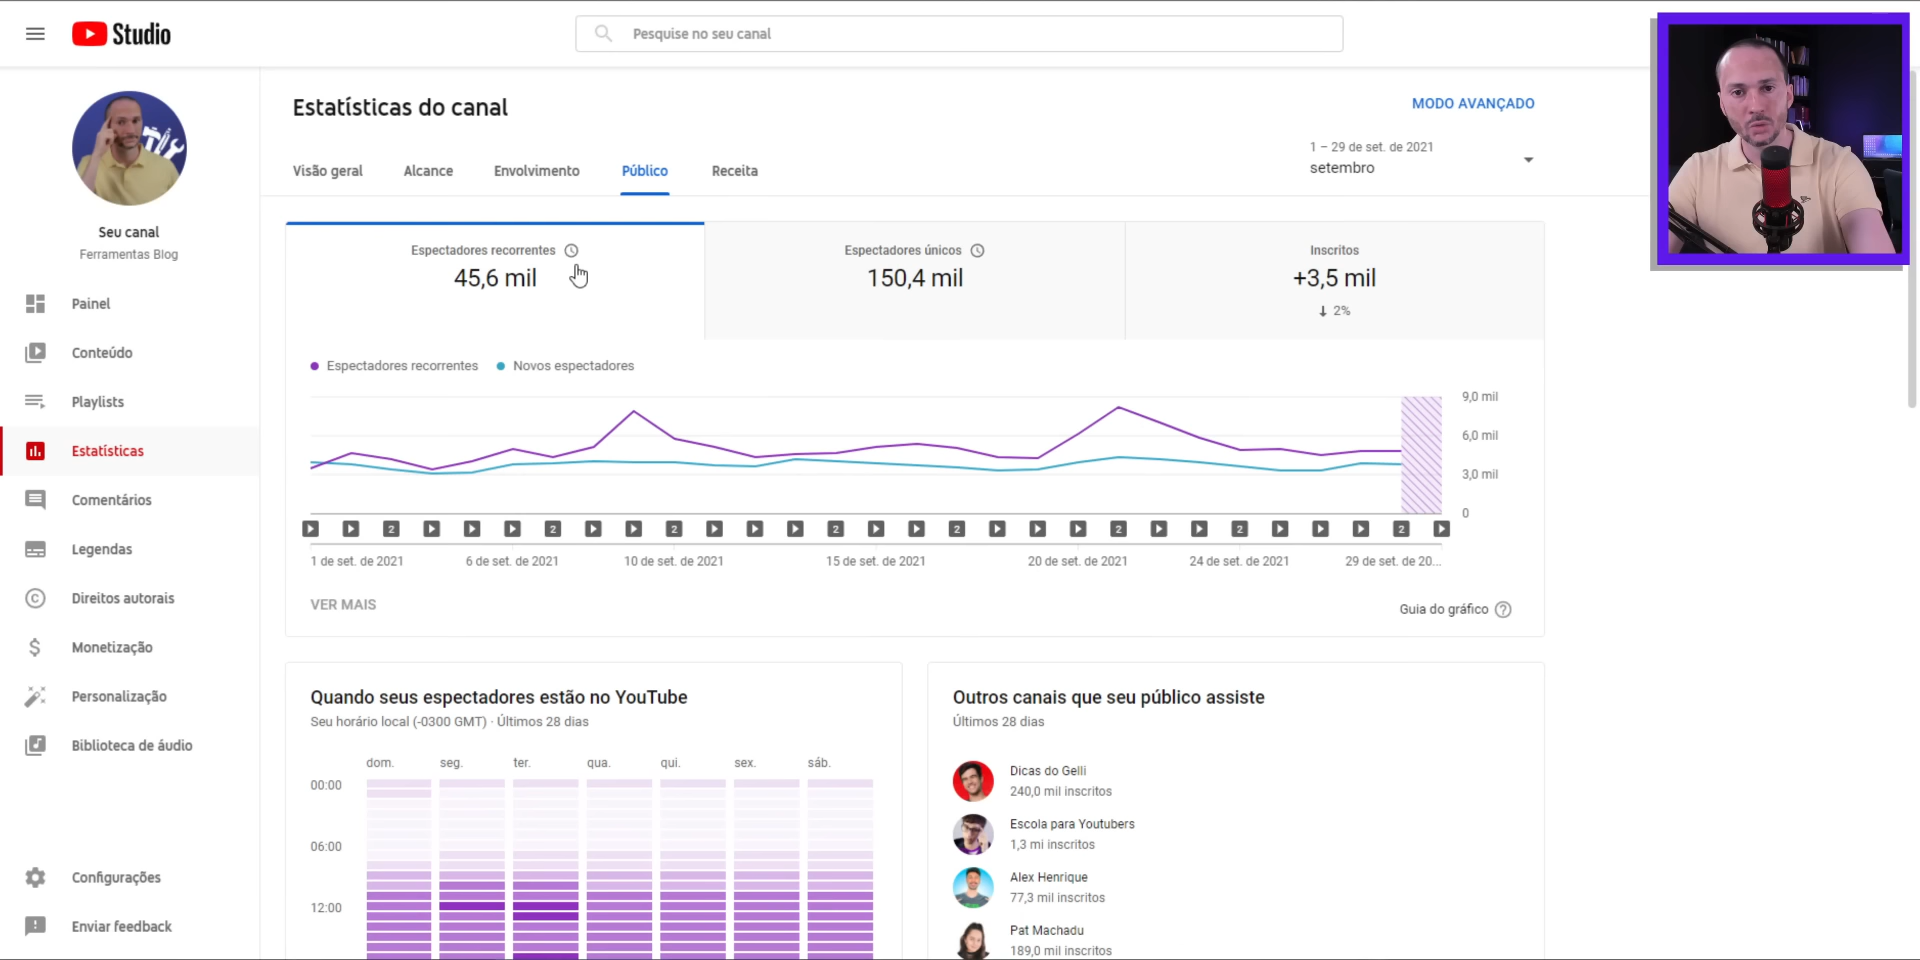 Studio
Pesquise no seu canal
Seu canal
Ferramentas Blog
Painel
Conteúdo
Playlists
Estatísticas
Comentários
Legendas
Direitos autorais
Monetização
Personalização
Biblioteca de áudio
Configurações
Enviar feedback
Estatísticas do canal
MODO AVANÇADO
Visão geral Alcance Envolvimento Público Receita
1 – 29 de set. de 2021
setembro
Espectadores recorrentes
45,6 mil
Espectadores únicos
150,4 mil
Inscritos
+3,5 mil
2%
Espectadores recorrentes Novos espectadores
9,0 mil
6,0 mil
3,0 mil
0
2 2 2 2 2 2 2 2
1 de set. de 2021 6 de set. de 2021 10 de set. de 2021 15 de set. de 2021 20 de set. de 2021 24 de set. de 2021 29 de set. de 20...
VER MAIS
Guia do gráfico
Quando seus espectadores estão no YouTube
Seu horário local (-0300 GMT) · Últimos 28 dias
dom. seg. ter. qua. qui. sex. sáb.
00:00
06:00
12:00
Outros canais que seu público assiste
Últimos 28 dias
Dicas do Gelli
240,0 mil inscritos
Escola para Youtubers
1,3 mi inscritos
Alex Henrique
77,3 mil inscritos
Pat Machadu
189,0 mil inscritos